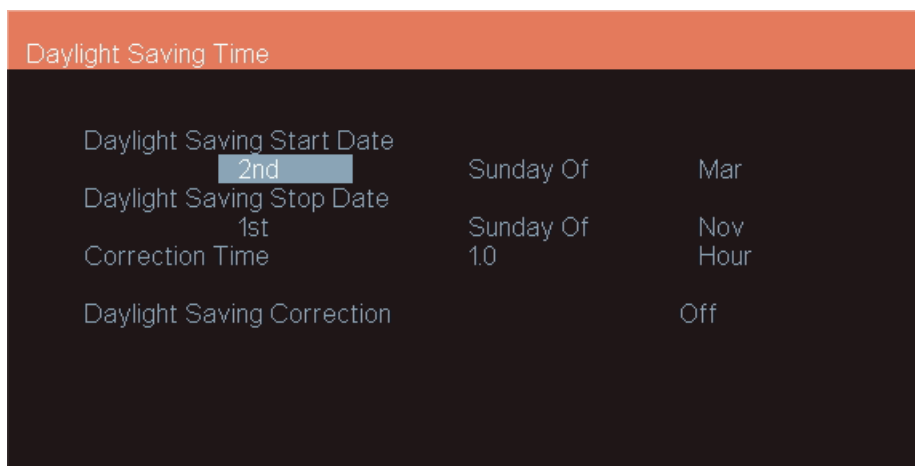 Daylight Saving Time
Daylight Saving Start Date
2nd Sunday Of Mar
Daylight Saving Stop Date
1st Sunday Of Nov
Correction Time 1.0 Hour
Daylight Saving Correction Off